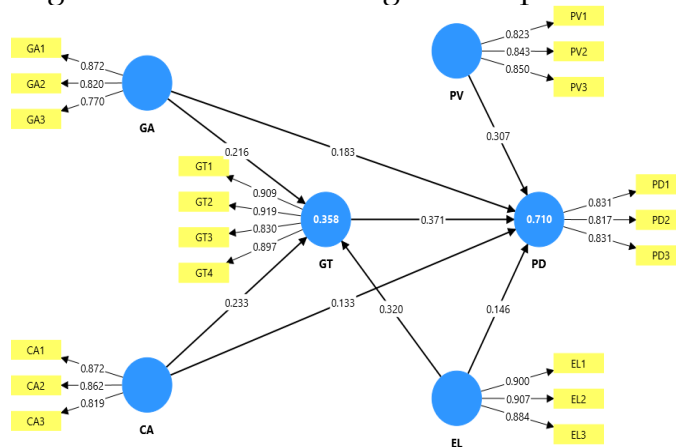 GA1
GA2
GA3
0.872
0.820
0.770
GA
PV1
PV2
PV3
0.823
0.843
0.850
PV
0.307
0.216
0.183
GT1
GT2
GT3
GT4
0.909
0.919
0.830
0.897
0.358
GT
0.371
0.710
PD
0.831
0.817
0.831
PD1
PD2
PD3
0.233
0.133
0.320
0.146
CA1
CA2
CA3
0.872
0.862
0.819
CA
EL
0.900
0.907
0.884
EL1
EL2
EL3